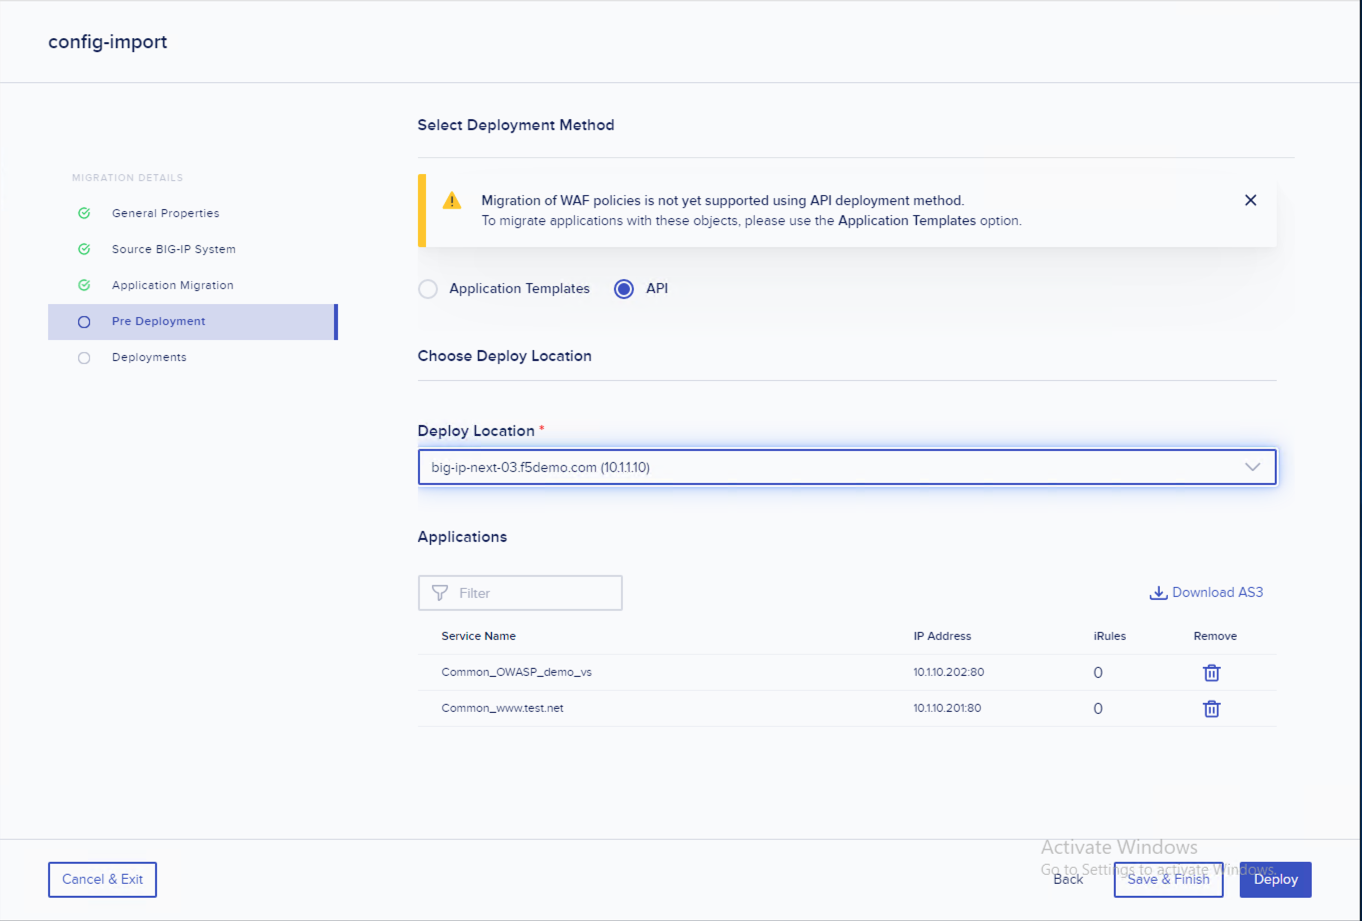 config-import
Select Deployment Method
MIGRATION DETAILS
General Properties
Source BIG-IP System
Application Migration
Pre Deployment
Deployments
Migration of WAF policies is not yet supported using API deployment method.
To migrate applications with these objects, please use the Application Templates option.
Application Templates
API
Choose Deploy Location
Deploy Location *
big-ip-next-03.f5demo.com (10.1.1.10)
Applications
Filter
Download AS3
Service Name IP Address iRules Remove
Common_OWASP_demo_vs 10.1.10.202:80 0
Common_www.test.net 10.1.10.201:80 0
Activate Windows
Go to Settings to activate Windows.
Cancel & Exit
Back
Save & Finish
Deploy